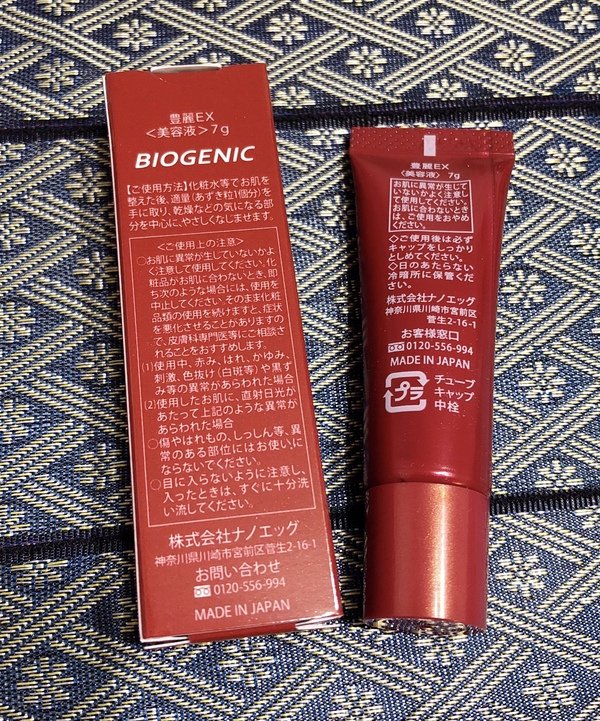 豊麗EX
<美容液>7g
BIOGENIC
【ご使用方法】化粧水等でお肌を
整えた後、適量(あずき粒1個分)を
手に取り、乾燥などの気になる部
分を中心に、やさしくなじませます。
<ご使用上の注意>
○お肌に異常が生じていないかよ
く注意して使用してください。化
粧品がお肌に合わないとき、即
ち次のような場合には、使用を
中止してください。そのまま化粧
品類の使用を続けますと、症状
を悪化させることがありますの
で、皮膚科専門医等にご相談さ
れることをおすすめします。
(1)使用中、赤み、はれ、かゆみ、
刺激、色抜け(白斑等)や黒ず
み等の異常があらわれた場合
(2)使用したお肌に、直射日光が
あたって上記のような異常が
あらわれた場合
○傷やはれもの、しっしん等、異
常のある部位にはお使いに
ならないでください。
○目に入らないように注意し、
入ったときは、すぐに十分洗
い流してください。
株式会社ナノエッグ
神奈川県川崎市宮前区菅生2-16-1
お問い合わせ
0120-556-994
MADE IN JAPAN
豊麗EX
<美容液> 7g
お肌に異常が生じて
いないかよく注意し
て使用してください。
お肌に合わないとき
は、ご使用をおやめ
ください。
◇ご使用後は必ず
キャップをしっかり
としめてください。
◇日のあたらない
冷暗所に保管くだ
さい。
株式会社ナノエッグ
神奈川県川崎市宮前区
菅生2-16-1
お客様窓口
0120-556-994
MADE IN JAPAN
プラ
チューブ
キャップ
中栓